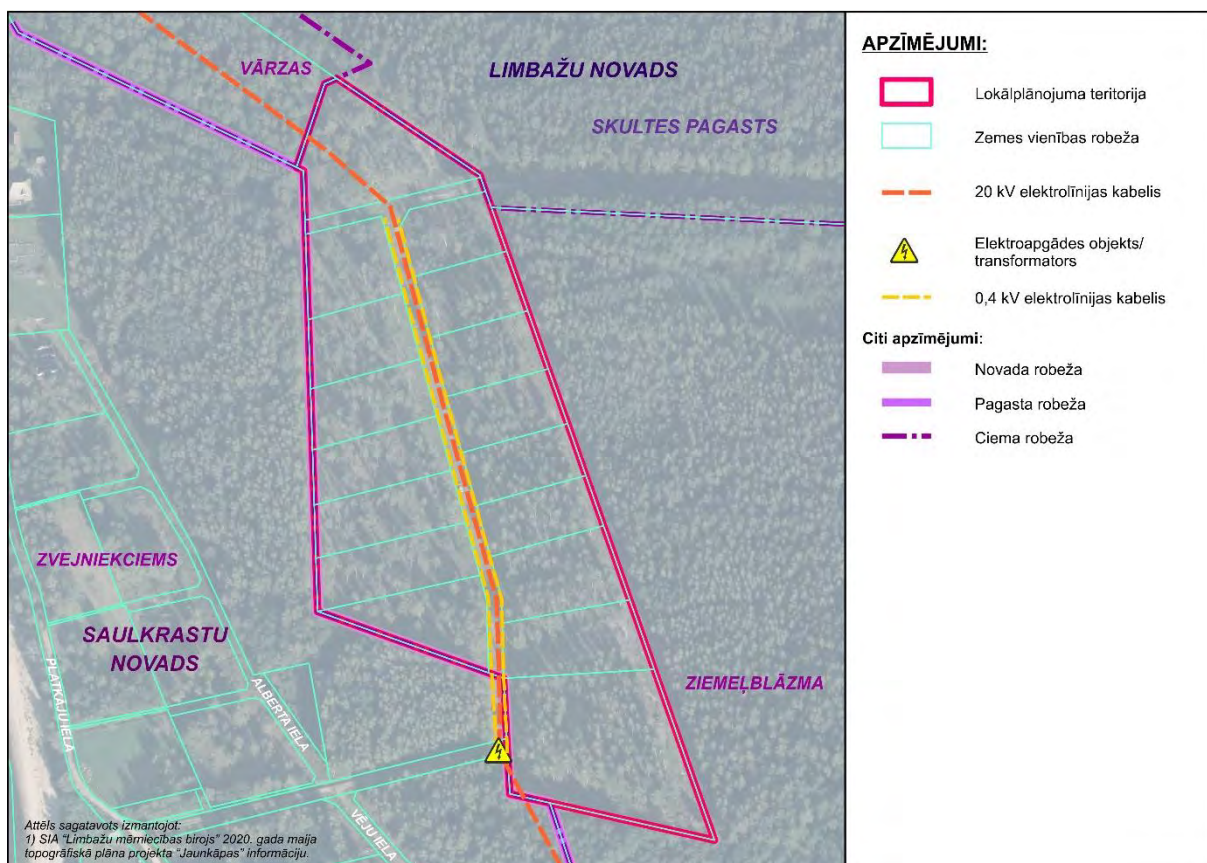 VĀRZAS
LIMBAŽU NOVADS
SKULTES PAGASTS
ZVEJNIEKCIEMS
SAULKRASTU
NOVADS
ZIEMEĻBLĀZMA
PLATKĀJU IELA
ALBERTA IELA
VĒJU IELA
Attēls sagatavots izmantojot:
1) SIA "Limbažu mērniecības birojs" 2020. gada maija
topogrāfiskā plāna projekta "Jaunkāpas" informāciju.
APZĪMĒJUMI:
Lokālplānojuma teritorija
Zemes vienības robeža
20 kV elektrolīnijas kabelis
Elektroapgādes objekts/
transformators
0,4 kV elektrolīnijas kabelis
Citi apzīmējumi:
Novada robeža
Pagasta robeža
Ciema robeža